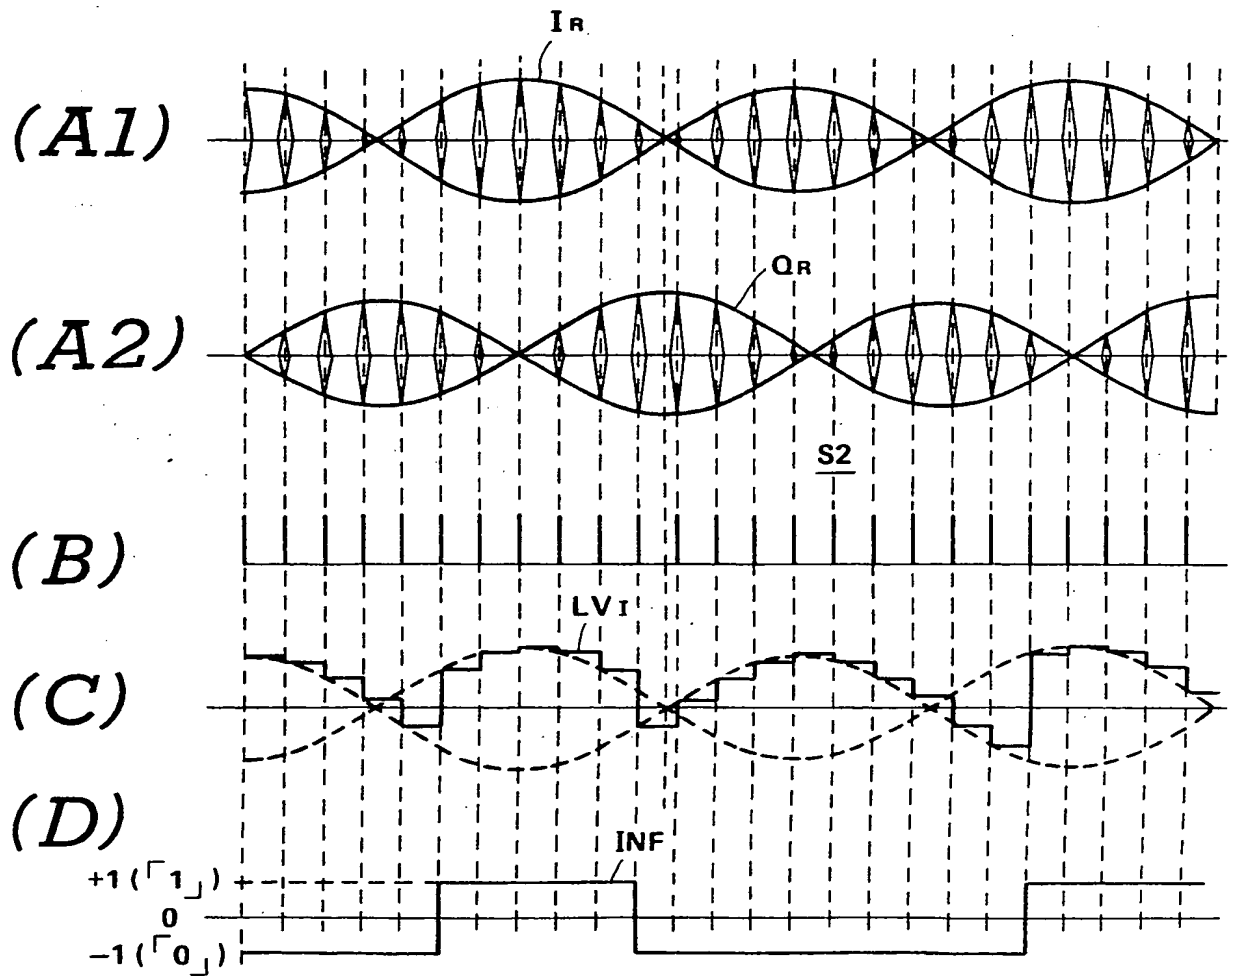 IR
(A1)
QR
(A2)
S2
(B)
LVI
(C)
(D)
INF
+1(「1」)
0
-1(「0」)